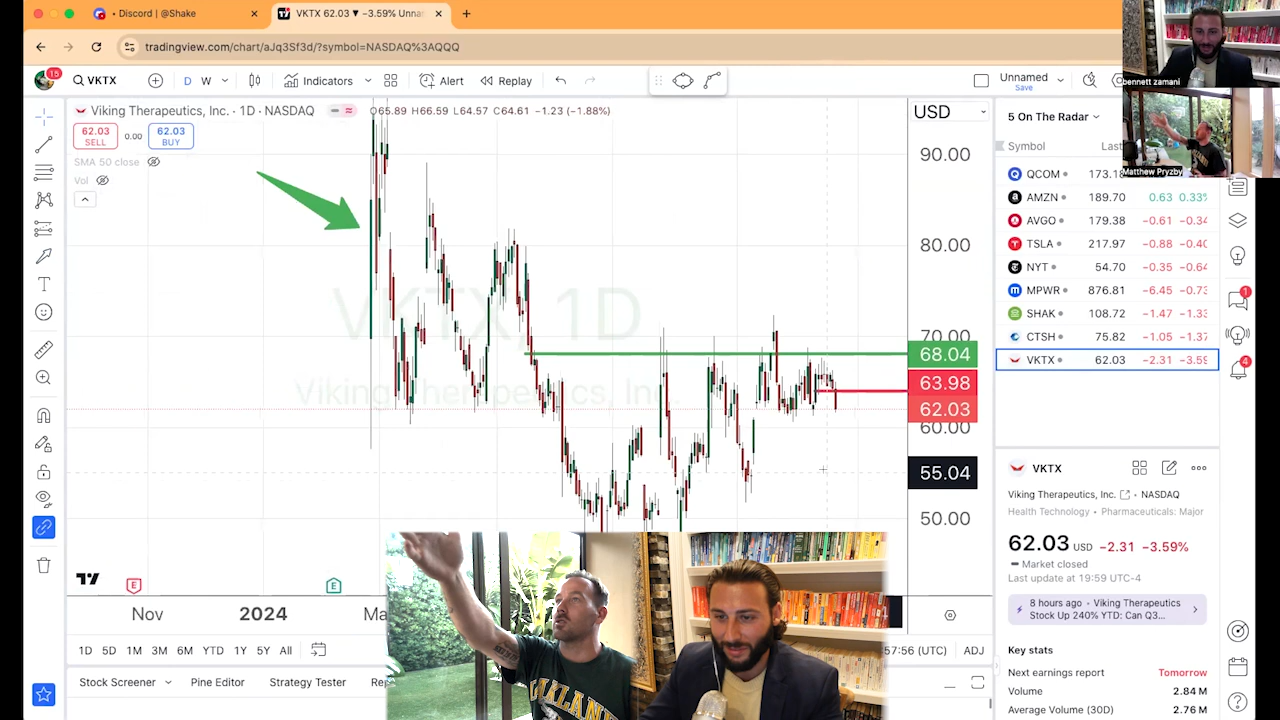 Discord | @Shake
VKTX 62.03 ▼ −3.59% Unna
tradingview.com/chart/aJq3Sf3d/?symbol=NASDAQ%3AQQQ
15
VKTX
D
W
Indicators
Alert
Replay
Unnamed
Save
Viking Therapeutics, Inc. · 1D · NASDAQ
O65.89 H66.59 L64.57 C64.61 −1.23 (−1.88%)
62.03
SELL
0.00
62.03
BUY
SMA 50 close
Vol
VKTX 1D
Viking Therapeutics, Inc.
USD
90.00
80.00
70.00
68.04
63.98
62.03
60.00
55.04
50.00
Nov
2024
Ma
1D
5D
1M
3M
6M
YTD
1Y
5Y
All
57:56 (UTC)
ADJ
Stock Screener
Pine Editor
Strategy Tester
Re
bennett zamani
Matthew Pryzby
5 On The Radar
Symbol
Las
QCOM 173.18
AMZN 189.70 0.63 0.33%
AVGO 179.38 −0.61 −0.34
TSLA 217.97 −0.88 −0.40
NYT 54.70 −0.35 −0.64
MPWR 876.81 −6.45 −0.73
SHAK 108.72 −1.47 −1.33
CTSH 75.82 −1.05 −1.37
VKTX 62.03 −2.31 −3.59
VKTX
Viking Therapeutics, Inc. • NASDAQ
Health Technology • Pharmaceuticals: Major
62.03 USD −2.31 −3.59%
Market closed
Last update at 19:59 UTC-4
8 hours ago • Viking Therapeutics
Stock Up 240% YTD: Can Q3...
Key stats
Next earnings report Tomorrow
Volume 2.84 M
Average Volume (30D) 2.76 M
1
4
E
E
OAKLAND